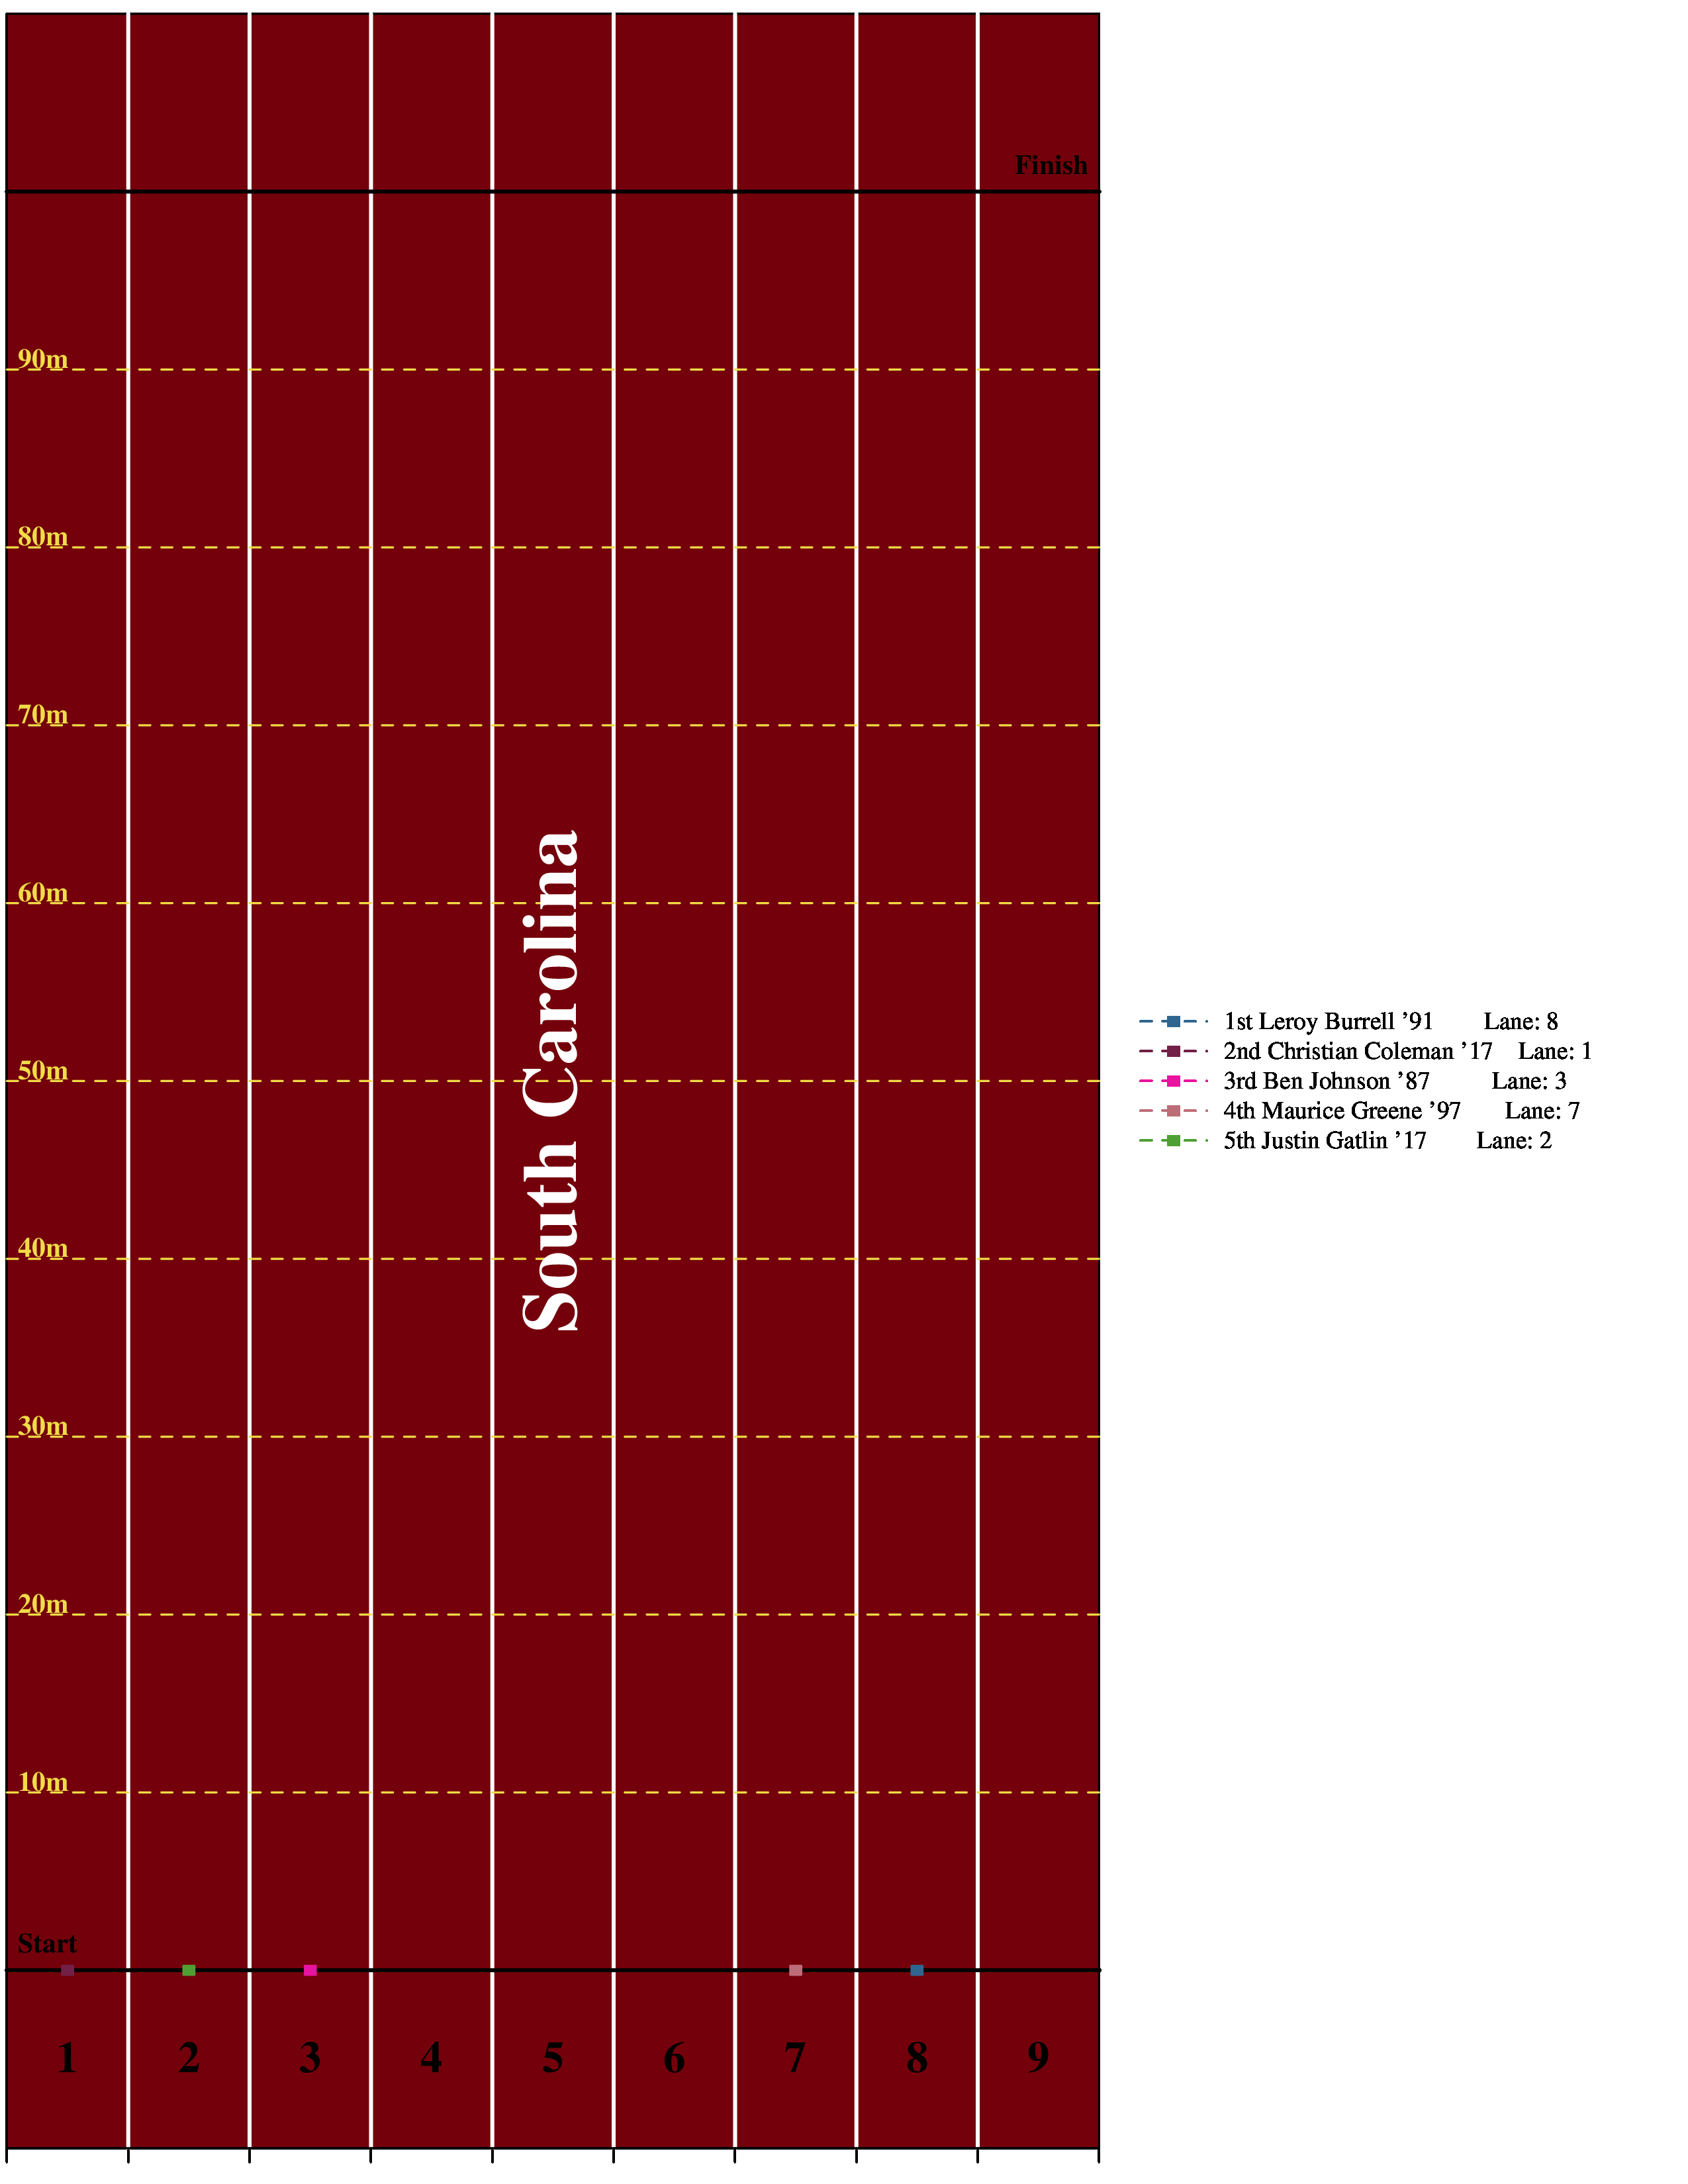 Finish
90m
80m
70m
60m
50m
40m
30m
20m
10m
Start
South Carolina
1 2 3 4 5 6 7 8 9
1st Leroy Burrell ’91 Lane: 8
2nd Christian Coleman ’17 Lane: 1
3rd Ben Johnson ’87 Lane: 3
4th Maurice Greene ’97 Lane: 7
5th Justin Gatlin ’17 Lane: 2